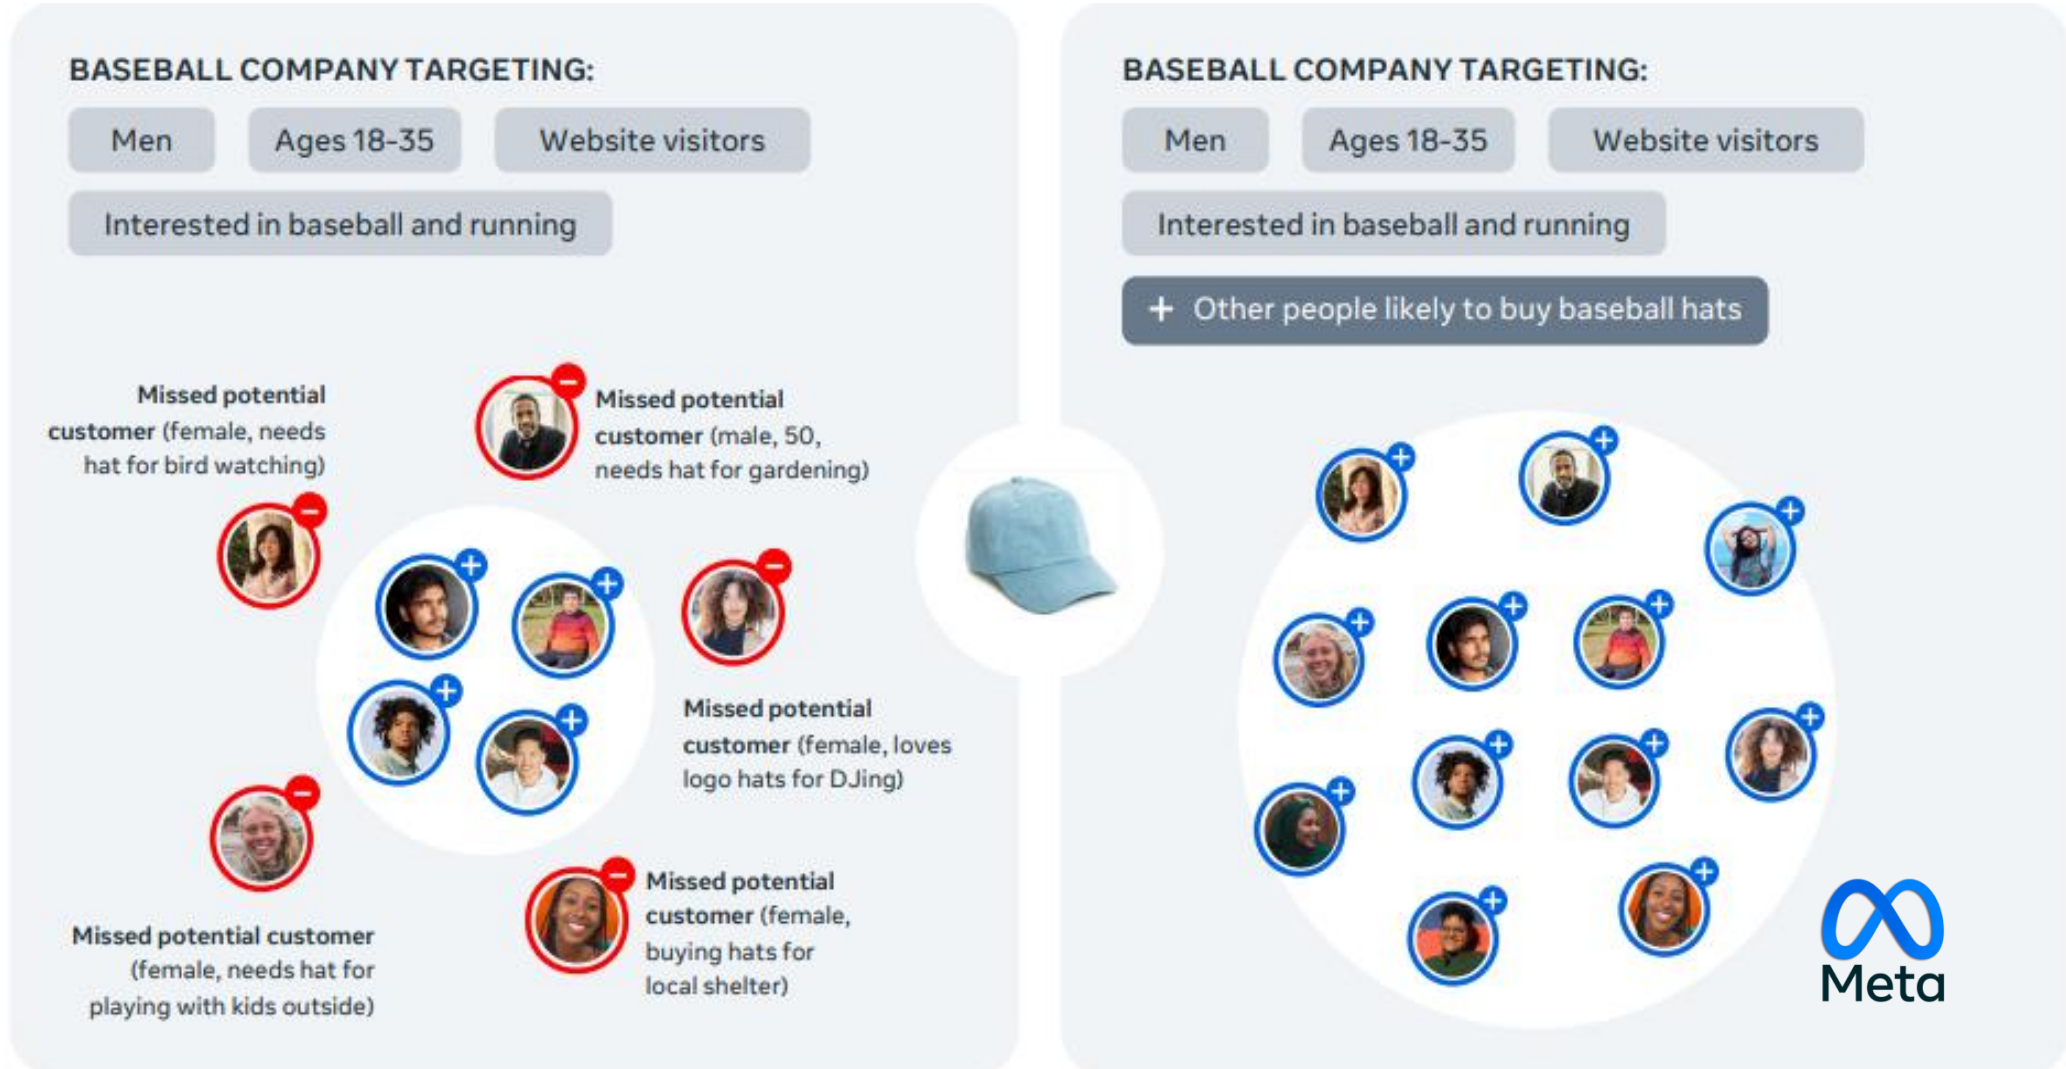 BASEBALL COMPANY TARGETING:
Men
Ages 18-35
Website visitors
Interested in baseball and running
Missed potential
customer (female, needs
hat for bird watching)
Missed potential
customer (male, 50,
needs hat for gardening)
Missed potential
customer (female, loves
logo hats for DJing)
Missed potential customer
(female, needs hat for
playing with kids outside)
Missed potential
customer (female,
buying hats for
local shelter)
BASEBALL COMPANY TARGETING:
Men
Ages 18-35
Website visitors
Interested in baseball and running
+ Other people likely to buy baseball hats
Meta